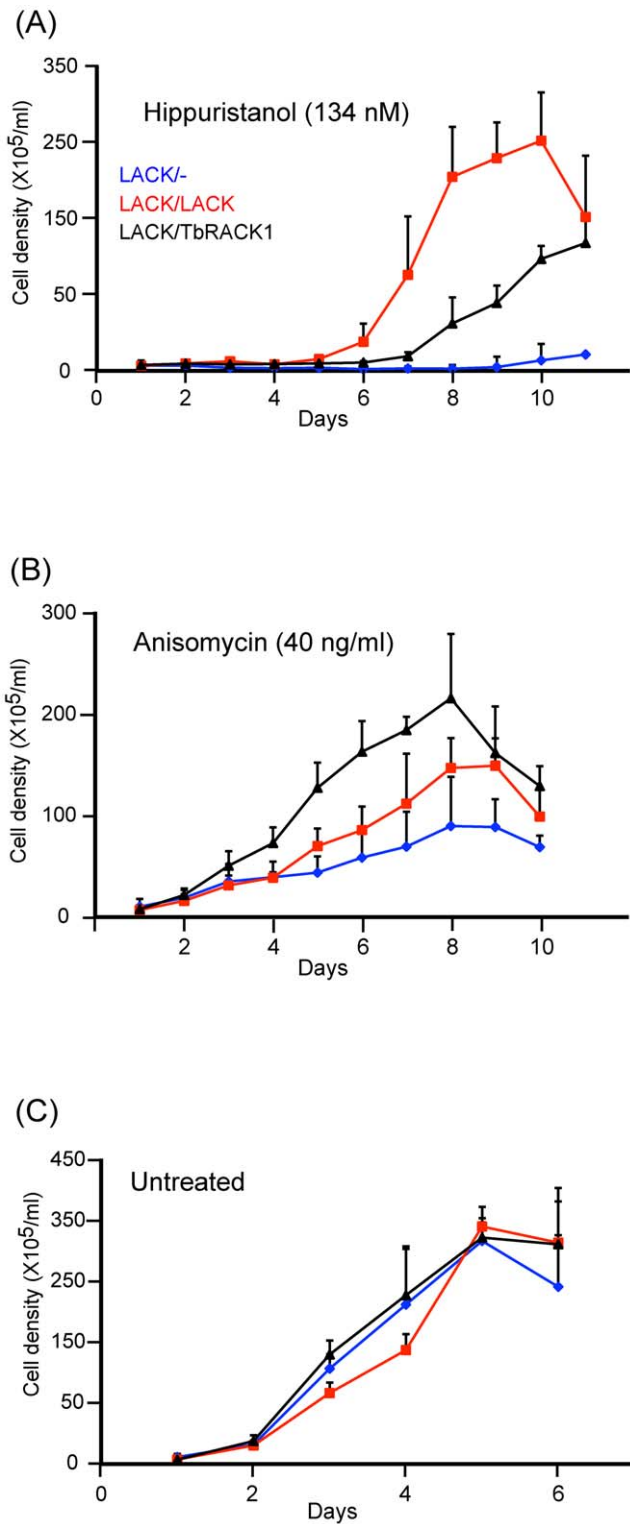 (A)
Cell density (X10⁵/ml)
350
250
150
50
0
Hippuristanol (134 nM)
LACK/-
LACK/LACK
LACK/TbRACK1
0 2 4 6 8 10
Days
(B)
Cell density (X10⁵/ml)
300
200
100
0
Anisomycin (40 ng/ml)
2 4 6 8 10
Days
(C)
Cell density (X10⁵/ml)
450
350
250
150
50
0
Untreated
0 2 4 6
Days